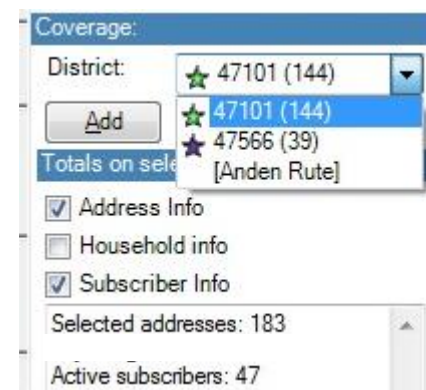 Coverage:
District: 47101 (144)
Add 47101 (144)
47566 (39)
Totals on sele
[Anden Rute]
Address Info
Household info
Subscriber Info
Selected addresses: 183
Active subscribers: 47